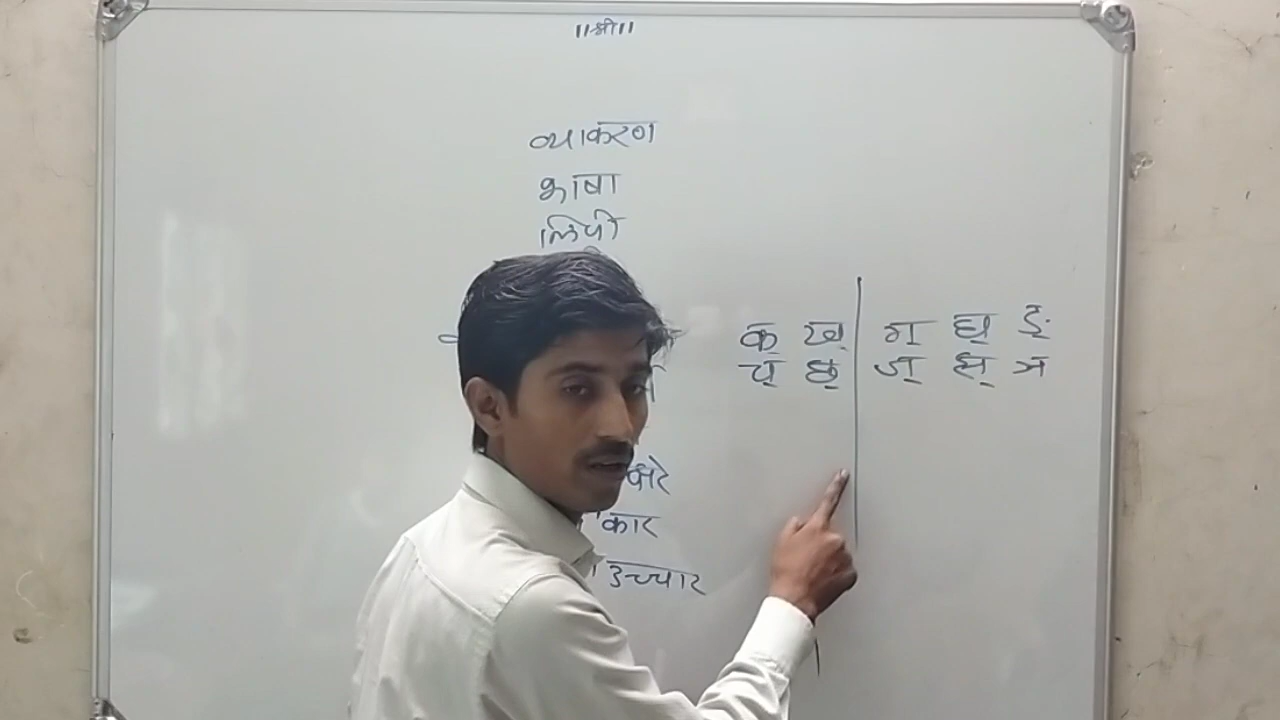 ॥श्री॥
व्याकरण
भाषा
लिपी
क् ख् ग् घ् ङ्
च् छ् ज् झ् ञ
कार
उच्चार